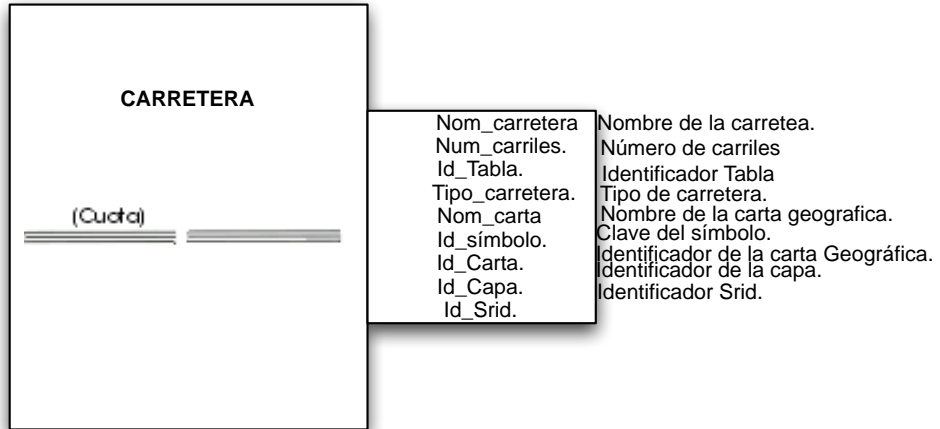 CARRETERA
(Cuota)
Nom_carretera Nombre de la carretea.
Num_carriles. Número de carriles
Id_Tabla. Identificador Tabla
Tipo_carretera. Tipo de carretera.
Nom_carta Nombre de la carta geografica.
Id_símbolo. Clave del símbolo.
Id_Carta. Identificador de la carta Geográfica.
Id_Capa. Identificador de la capa.
Id_Srid. Identificador Srid.